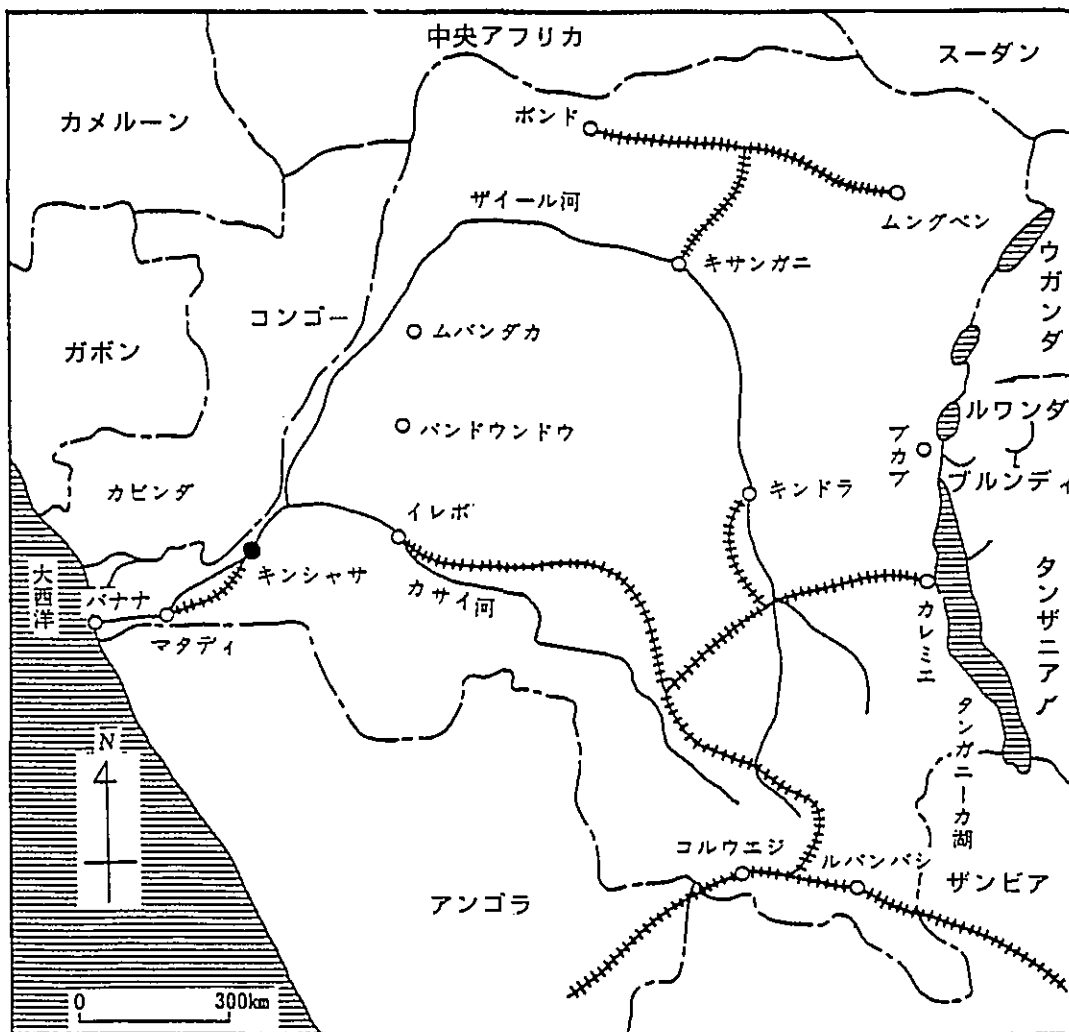 中央アフリカ
スーダン
カメルーン
ボンド
ザイール河
ムングベン
キサンガニ
ウガンダ
コンゴー
ムバンダカ
ガボン
ルワンダ
バンドウンドウ
ブカブ
ブルンディ
カビンダ
キンドラ
イレボ
大西洋
バナナ
キンシャサ
カサイ河
タンザニア
カレミニ
マタディ
タンガニーカ湖
N
コルウエジ
ルバンバシ
ザンビア
アンゴラ
0 300km